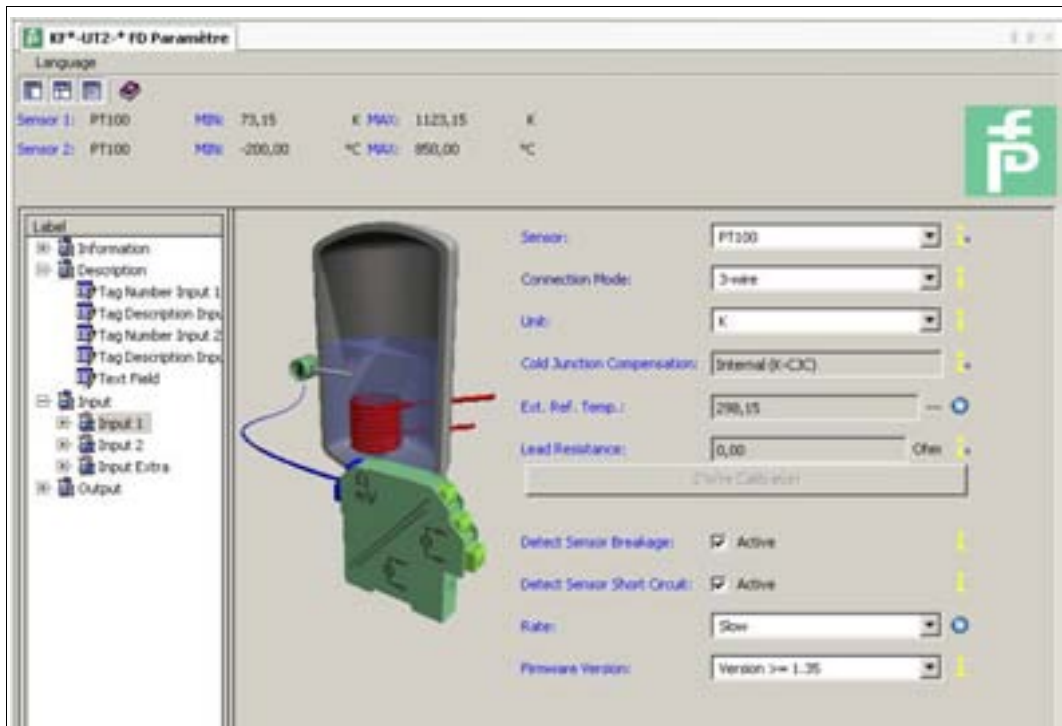 KF*-UT2-* FD Paramètre
Language
Sensor 1: PT100 MIN: 73,15 K MAX: 1123,15 K
Sensor 2: PT100 MIN: -200,00 °C MAX: 850,00 °C
Label
Information
Description
Tag Number Input 1
Tag Description Inpu
Tag Number Input 2
Tag Description Inpu
Text Field
Input
Input 1
Input 2
Input Extra
Output
Sensor: PT100
Connection Mode: 3-wire
Unit: K
Cold Junction Compensation: Internal (K-CJC)
Ext. Ref. Temp.: 298,15 ---
Lead Resistance: 0,00 Ohm
Detect Sensor Breakage: Active
Detect Sensor Short Circuit: Active
Rate: Slow
Firmware Version: Version >= 1.35